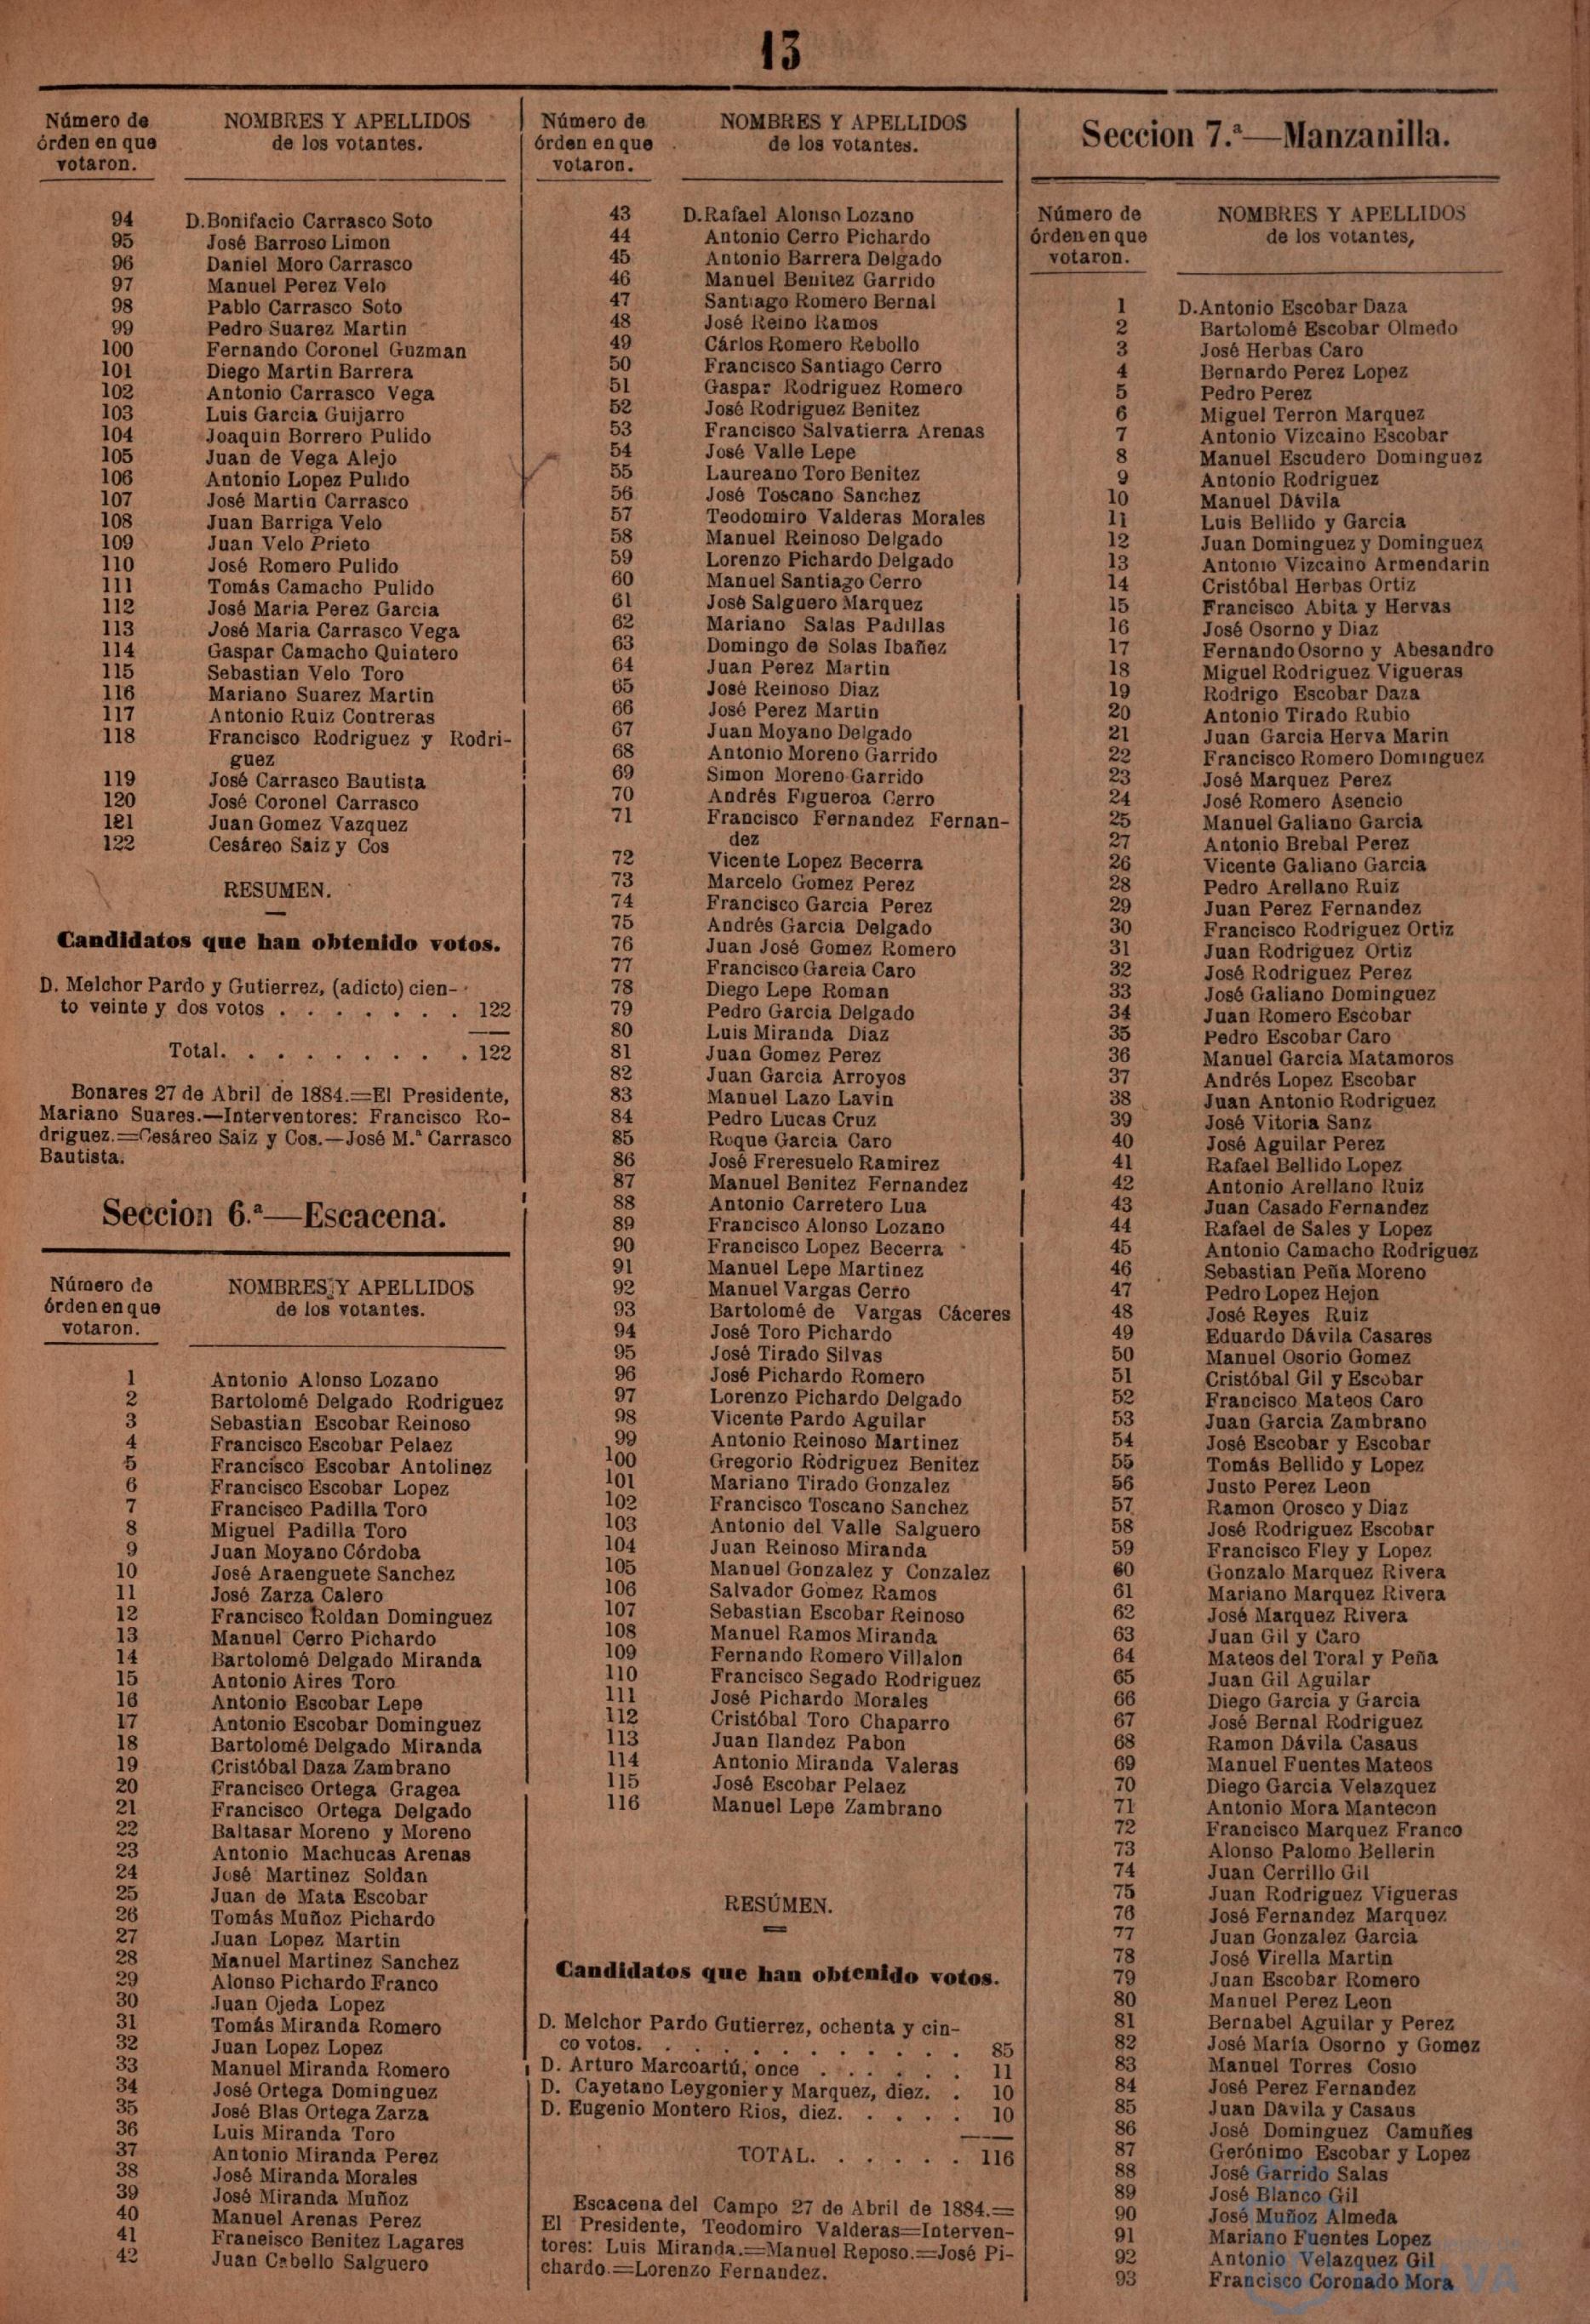 13
Número de
órden en que
votaron.
NOMBRES Y APELLIDOS
de los votantes.
94 D. Bonifacio Carrasco Soto
95 José Barroso Limon
96 Daniel Moro Carrasco
97 Manuel Perez Velo
98 Pablo Carrasco Soto
99 Pedro Suarez Martin
100 Fernando Coronel Guzman
101 Diego Martin Barrera
102 Antonio Carrasco Vega
103 Luis Garcia Guijarro
104 Joaquin Borrero Pulido
105 Juan de Vega Alejo
106 Antonio Lopez Pulido
107 José Martin Carrasco
108 Juan Barriga Velo
109 Juan Velo Prieto
110 José Romero Pulido
111 Tomás Camacho Pulido
112 José Maria Perez Garcia
113 José Maria Carrasco Vega
114 Gaspar Camacho Quintero
115 Sebastian Velo Toro
116 Mariano Suarez Martin
117 Antonio Ruiz Contreras
118 Francisco Rodriguez y Rodri-
guez
119 José Carrasco Bautista
120 José Coronel Carrasco
121 Juan Gomez Vazquez
122 Cesáreo Saiz y Cos
RESUMEN.
Candidatos que han obtenido votos.
D. Melchor Pardo y Gutierrez, (adicto) cien-
to veinte y dos votos . . . . . . . . 122
Total. . . . . . . . . . 122
Bonares 27 de Abril de 1884.=El Presidente,
Mariano Suares.—Interventores: Francisco Ro-
driguez.=Cesáreo Saiz y Cos.—José M.ª Carrasco
Bautista.
Seccion 6.ª—Escacena.
Número de
órden en que
votaron.
NOMBRES Y APELLIDOS
de los votantes.
1 Antonio Alonso Lozano
2 Bartolomé Delgado Rodriguez
3 Sebastian Escobar Reinoso
4 Francisco Escobar Pelaez
5 Francisco Escobar Antolinez
6 Francisco Escobar Lopez
7 Francisco Padilla Toro
8 Miguel Padilla Toro
9 Juan Moyano Córdoba
10 José Araenguete Sanchez
11 José Zarza Calero
12 Francisco Roldan Dominguez
13 Manuel Cerro Pichardo
14 Bartolomé Delgado Miranda
15 Antonio Aires Toro
16 Antonio Escobar Lepe
17 Antonio Escobar Dominguez
18 Bartolomé Delgado Miranda
19 Cristóbal Daza Zambrano
20 Francisco Ortega Gragea
21 Francisco Ortega Delgado
22 Baltasar Moreno y Moreno
23 Antonio Machucas Arenas
24 José Martinez Soldan
25 Juan de Mata Escobar
26 Tomás Muñoz Pichardo
27 Juan Lopez Martin
28 Manuel Martinez Sanchez
29 Alonso Pichardo Franco
30 Juan Ojeda Lopez
31 Tomás Miranda Romero
32 Juan Lopez Lopez
33 Manuel Miranda Romero
34 José Ortega Dominguez
35 José Blas Ortega Zarza
36 Luis Miranda Toro
37 Antonio Miranda Perez
38 José Miranda Morales
39 José Miranda Muñoz
40 Manuel Arenas Perez
41 Francisco Benitez Lagares
42 Juan Cabello Salguero
Número de
órden en que
votaron.
NOMBRES Y APELLIDOS
de los votantes.
43 D. Rafael Alonso Lozano
44 Antonio Cerro Pichardo
45 Antonio Barrera Delgado
46 Manuel Benitez Garrido
47 Santiago Romero Bernal
48 José Reino Ramos
49 Cárlos Romero Rebollo
50 Francisco Santiago Cerro
51 Gaspar Rodriguez Romero
52 José Rodriguez Benitez
53 Francisco Salvatierra Arenas
54 José Valle Lepe
55 Laureano Toro Benitez
56 José Toscano Sanchez
57 Teodomiro Valderas Morales
58 Manuel Reinoso Delgado
59 Lorenzo Pichardo Delgado
60 Manuel Santiago Cerro
61 José Salguero Marquez
62 Mariano Salas Padillas
63 Domingo de Solas Ibañez
64 Juan Perez Martin
65 José Reinoso Diaz
66 José Perez Martin
67 Juan Moyano Delgado
68 Antonio Moreno Garrido
69 Simon Moreno Garrido
70 Andrés Figueroa Cerro
71 Francisco Fernandez Fernan-
dez
72 Vicente Lopez Becerra
73 Marcelo Gomez Perez
74 Francisco Garcia Perez
75 Andrés Garcia Delgado
76 Juan José Gomez Romero
77 Francisco Garcia Caro
78 Diego Lepe Roman
79 Pedro Garcia Delgado
80 Luis Miranda Diaz
81 Juan Gomez Perez
82 Juan Garcia Arroyos
83 Manuel Lazo Lavin
84 Pedro Lucas Cruz
85 Roque Garcia Caro
86 José Freresuelo Ramirez
87 Manuel Benitez Fernandez
88 Antonio Carretero Lua
89 Francisco Alonso Lozano
90 Francisco Lopez Becerra
91 Manuel Lepe Martinez
92 Manuel Vargas Cerro
93 Bartolomé de Vargas Cáceres
94 José Toro Pichardo
95 José Tirado Silvas
96 José Pichardo Romero
97 Lorenzo Pichardo Delgado
98 Vicente Pardo Aguilar
99 Antonio Reinoso Martinez
100 Gregorio Rodriguez Benitez
101 Mariano Tirado Gonzalez
102 Francisco Toscano Sanchez
103 Antonio del Valle Salguero
104 Juan Reinoso Miranda
105 Manuel Gonzalez y Conzalez
106 Salvador Gomez Ramos
107 Sebastian Escobar Reinoso
108 Manuel Ramos Miranda
109 Fernando Romero Villalon
110 Francisco Segado Rodriguez
111 José Pichardo Morales
112 Cristóbal Toro Chaparro
113 Juan Ilandez Pabon
114 Antonio Miranda Valeras
115 José Escobar Pelaez
116 Manuel Lepe Zambrano
RESÚMEN.
Candidatos que han obtenido votos.
D. Melchor Pardo Gutierrez, ochenta y cin-
co votos. . . . . . . . . . 85
D. Arturo Marcoartú, once . . . . . . 11
D. Cayetano Leygonier y Marquez, diez. . 10
D. Eugenio Montero Rios, diez. . . . . . 10
TOTAL. . . . . . . 116
Escacena del Campo 27 de Abril de 1884.=
El Presidente, Teodomiro Valderas=Interven-
tores: Luis Miranda.=Manuel Reposo.=José Pi-
chardo.=Lorenzo Fernandez.
Seccion 7.ª—Manzanilla.
Número de
órden en que
votaron.
NOMBRES Y APELLIDOS
de los votantes,
1 D. Antonio Escobar Daza
2 Bartolomé Escobar Olmedo
3 José Herbas Caro
4 Bernardo Perez Lopez
5 Pedro Perez
6 Miguel Terron Marquez
7 Antonio Vizcaino Escobar
8 Manuel Escudero Dominguez
9 Antonio Rodriguez
10 Manuel Dávila
11 Luis Bellido y Garcia
12 Juan Dominguez y Dominguez
13 Antonio Vizcaino Armendarin
14 Cristóbal Herbas Ortiz
15 Francisco Abita y Hervas
16 José Osorno y Diaz
17 Fernando Osorno y Abesandro
18 Miguel Rodriguez Vigueras
19 Rodrigo Escobar Daza
20 Antonio Tirado Rubio
21 Juan Garcia Herva Marin
22 Francisco Romero Dominguez
23 José Marquez Perez
24 José Romero Asencio
25 Manuel Galiano Garcia
27 Antonio Brebal Perez
26 Vicente Galiano Garcia
28 Pedro Arellano Ruiz
29 Juan Perez Fernandez
30 Francisco Rodriguez Ortiz
31 Juan Rodriguez Ortiz
32 José Rodriguez Perez
33 José Galiano Dominguez
34 Juan Romero Escobar
35 Pedro Escobar Caro
36 Manuel Garcia Matamoros
37 Andrés Lopez Escobar
38 Juan Antonio Rodriguez
39 José Vitoria Sanz
40 José Aguilar Perez
41 Rafael Bellido Lopez
42 Antonio Arellano Ruiz
43 Juan Casado Fernandez
44 Rafael de Sales y Lopez
45 Antonio Camacho Rodriguez
46 Sebastian Peña Moreno
47 Pedro Lopez Hejon
48 José Reyes Ruiz
49 Eduardo Dávila Casares
50 Manuel Osorio Gomez
51 Cristóbal Gil y Escobar
52 Francisco Mateos Caro
53 Juan Garcia Zambrano
54 José Escobar y Escobar
55 Tomás Bellido y Lopez
56 Justo Perez Leon
57 Ramon Orosco y Diaz
58 José Rodriguez Escobar
59 Francisco Fley y Lopez
60 Gonzalo Marquez Rivera
61 Mariano Marquez Rivera
62 José Marquez Rivera
63 Juan Gil y Caro
64 Mateos del Toral y Peña
65 Juan Gil Aguilar
66 Diego Garcia y Garcia
67 José Bernal Rodriguez
68 Ramon Dávila Casaus
69 Manuel Fuentes Mateos
70 Diego Garcia Velazquez
71 Antonio Mora Mantecon
72 Francisco Marquez Franco
73 Alonso Palomo Bellerin
74 Juan Cerrillo Gil
75 Juan Rodriguez Vigueras
76 José Fernandez Marquez
77 Juan Gonzalez Garcia
78 José Virella Martin
79 Juan Escobar Romero
80 Manuel Perez Leon
81 Bernabel Aguilar y Perez
82 José María Osorno y Gomez
83 Manuel Torres Cosio
84 José Perez Fernandez
85 Juan Dávila y Casaus
86 José Dominguez Camuñes
87 Gerónimo Escobar y Lopez
88 José Garrido Salas
89 José Blanco Gil
90 José Muñoz Almeda
91 Mariano Fuentes Lopez
92 Antonio Velazquez Gil
93 Francisco Coronado Mora